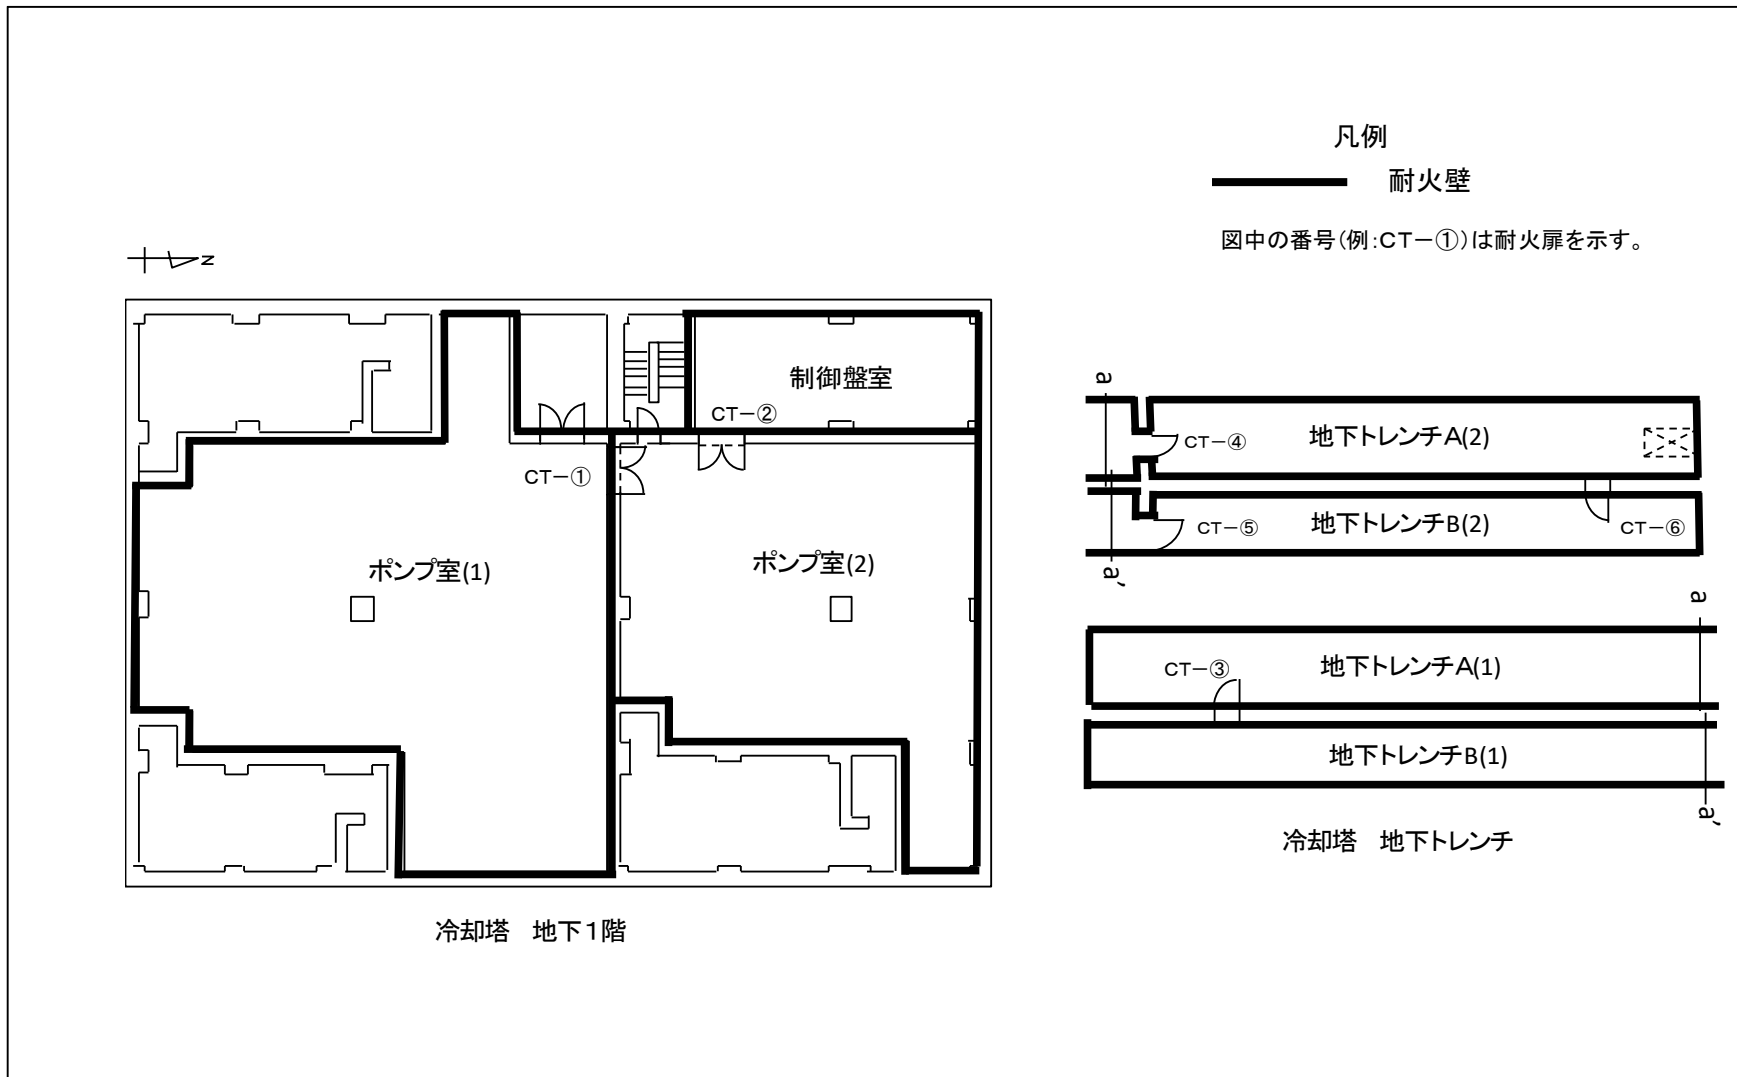 凡例
耐火壁
図中の番号(例:CT－①)は耐火扉を示す。
N
制御盤室
CT－②
CT－①
ポンプ室(1)
ポンプ室(2)
冷却塔　地下１階
a
CT－④
地下トレンチA(2)
CT－⑤
地下トレンチB(2)
CT－⑥
a’
a
CT－③
地下トレンチA(1)
地下トレンチB(1)
a’
冷却塔　地下トレンチ